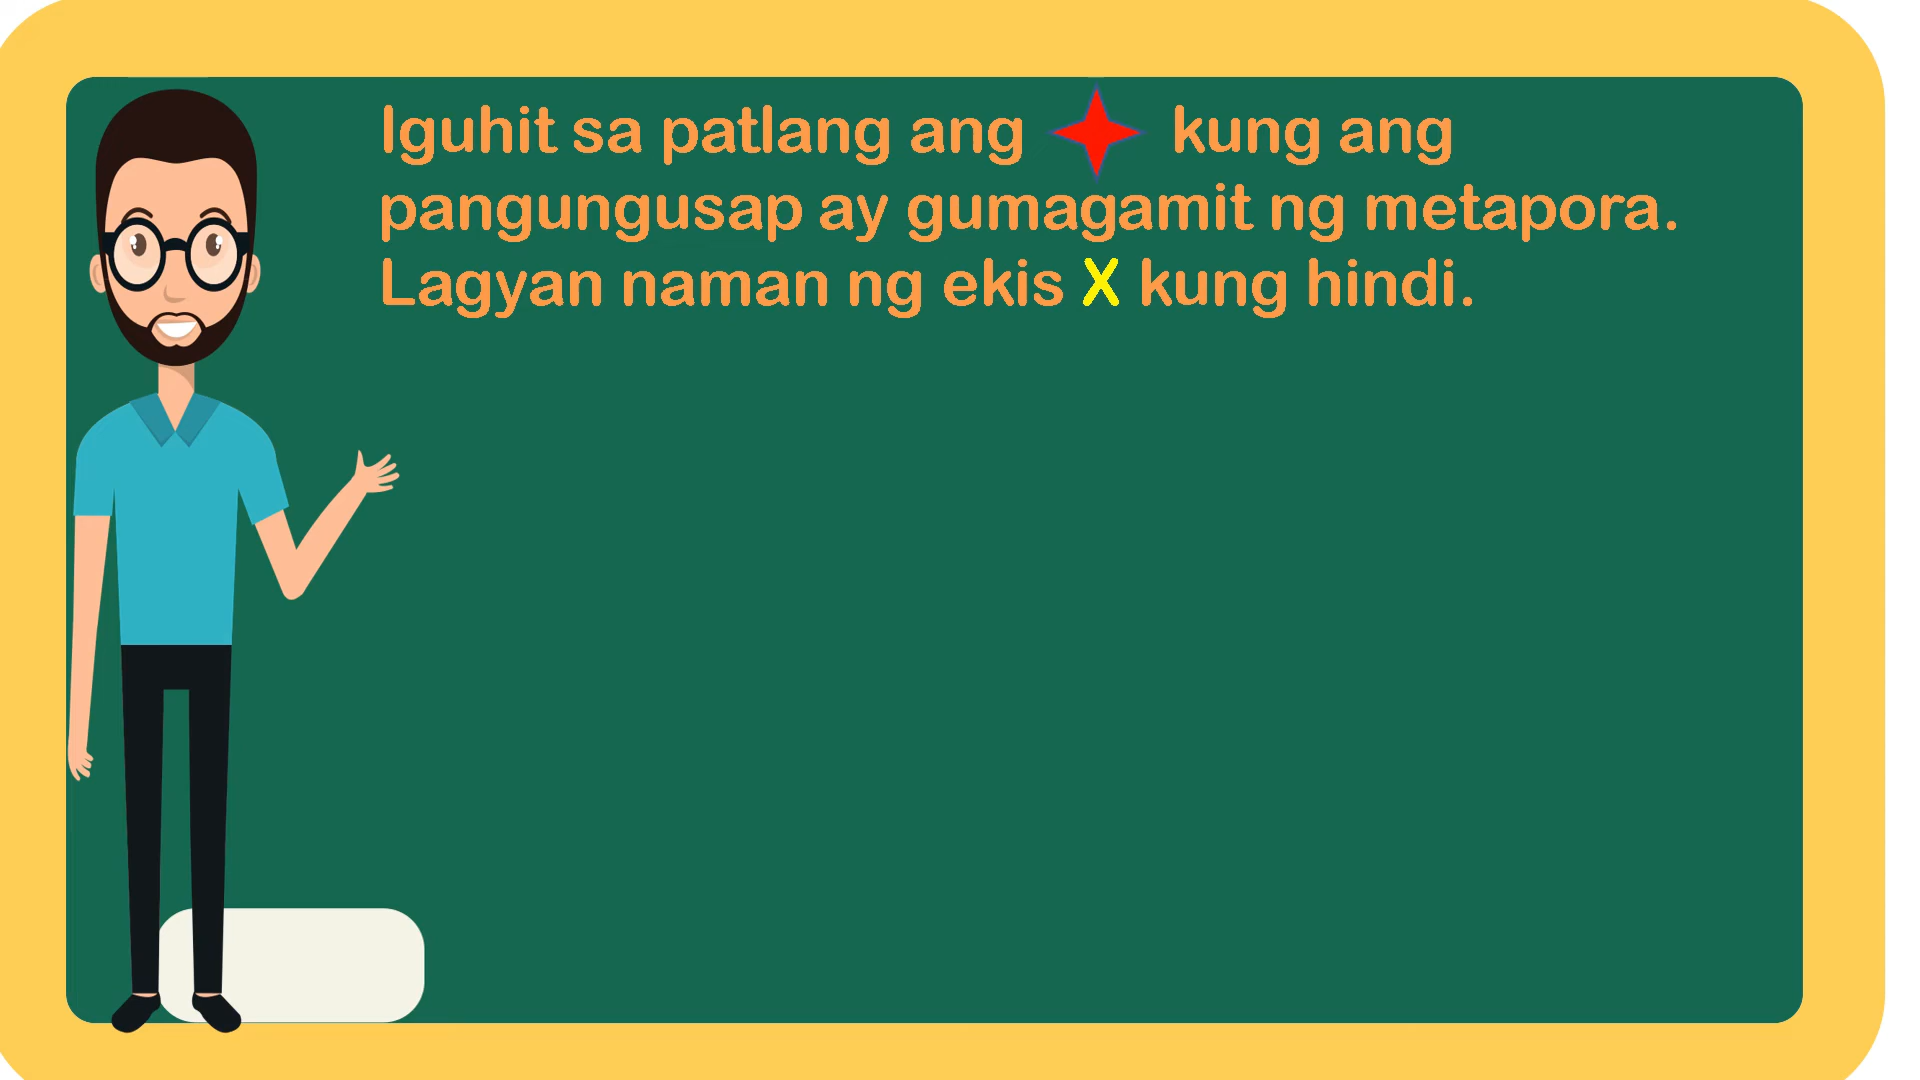 Iguhit sa patlang ang kung ang
pangungusap ay gumagamit ng metapora.
Lagyan naman ng ekis X kung hindi.